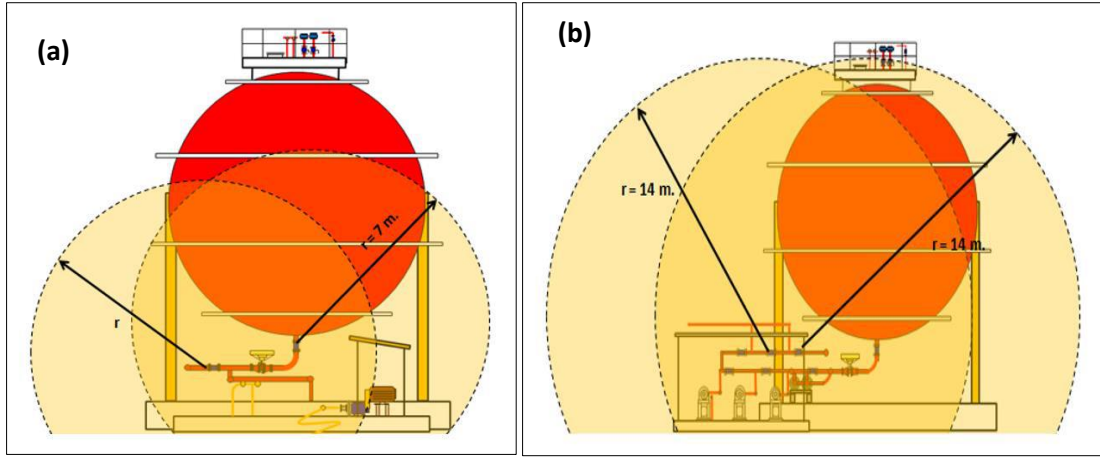 (a)
r
r = 7 m.
(b)
r = 14 m.
r = 14 m.